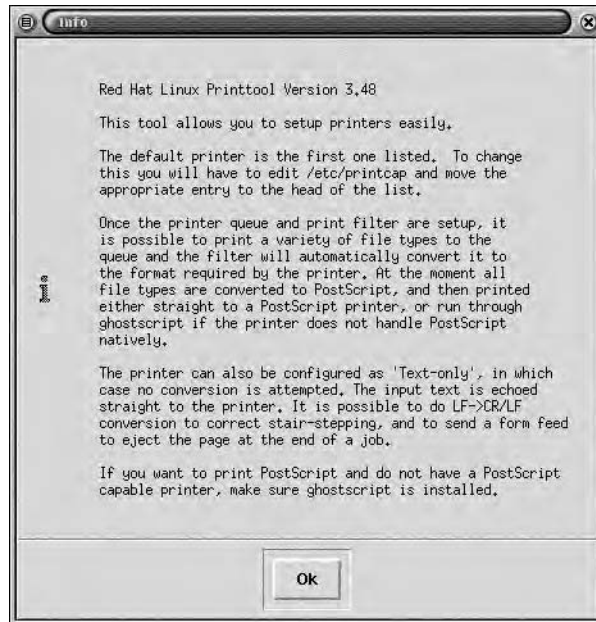 Info
Red Hat Linux Printtool Version 3.48
This tool allows you to setup printers easily.
The default printer is the first one listed. To change
this you will have to edit /etc/printcap and move the
appropriate entry to the head of the list.
Once the printer queue and print filter are setup, it
is possible to print a variety of file types to the
queue and the filter will automatically convert it to
the format required by the printer. At the moment all
file types are converted to PostScript, and then printed
either straight to a PostScript printer, or run through
ghostscript if the printer does not handle PostScript
natively.
The printer can also be configured as 'Text-only', in which
case no conversion is attempted. The input text is echoed
straight to the printer. It is possible to do LF->CR/LF
conversion to correct stair-stepping, and to send a form feed
to eject the page at the end of a job.
If you want to print PostScript and do not have a PostScript
capable printer, make sure ghostscript is installed.
Ok